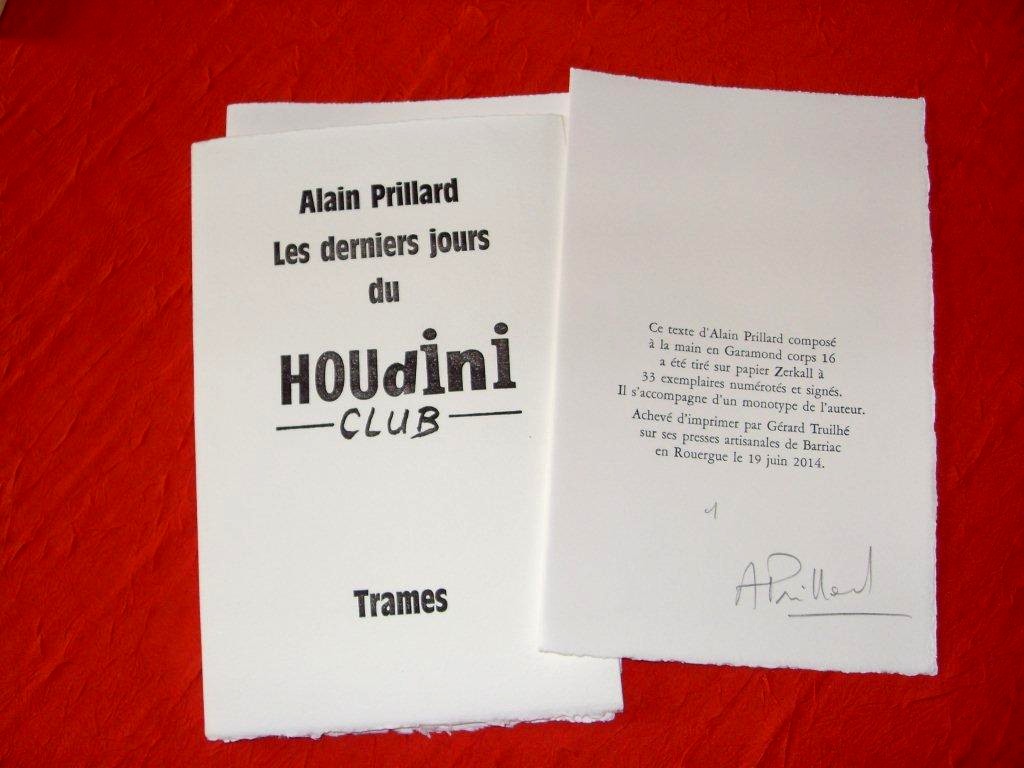 Alain Prillard
Les derniers jours
du
HOUdini
CLUB
Trames
Ce texte d'Alain Prillard composé
à la main en Garamond corps 16
a été tiré sur papier Zerkall à
33 exemplaires numérotés et signés.
Il s'accompagne d'un monotype de l'auteur.
Achevé d'imprimer par Gérard Truilhé
sur ses presses artisanales de Barriac
en Rouergue le 19 juin 2014.
1
APrillard